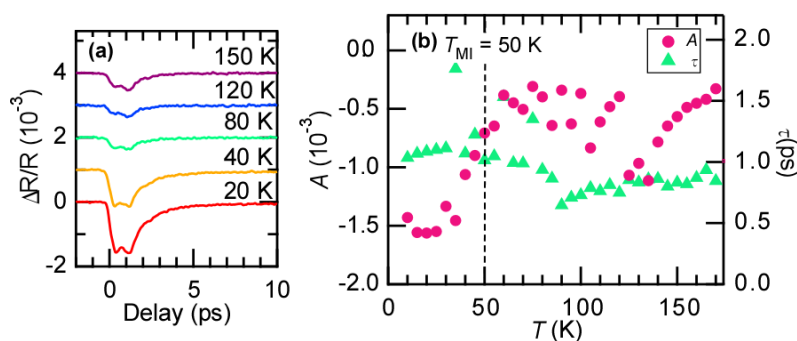 (a)
150 K
120 K
80 K
40 K
20 K
4
2
0
-2
ΔR/R (10⁻³)
0
5
10
Delay (ps)
(b)
T_MI = 50 K
A
τ
00
-0.5
-1.0
-1.5
-2.0
A (10⁻³)
2.0
1.5
1.0
0.5
0.0
τ(ps)
0
50
100
150
T (K)